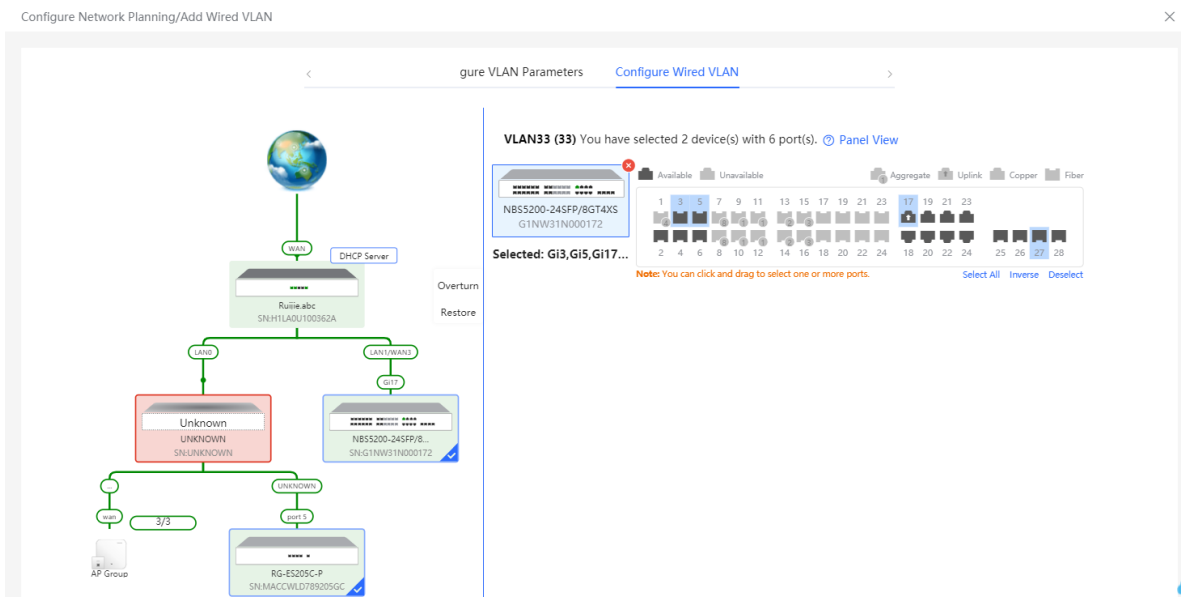 Configure Network Planning/Add Wired VLAN
gure VLAN Parameters
Configure Wired VLAN
VLAN33 (33) You have selected 2 device(s) with 6 port(s). Panel View
NBS5200-24SFP/8GT4XS
G1NW31N000172
Selected: Gi3,Gi5,Gi17...
Available Unavailable Aggregate Uplink Copper Fiber
1 3 5 7 9 11 13 15 17 19 21 23 17 19 21 23
2 4 6 8 10 12 14 16 18 20 22 24 18 20 22 24 25 26 27 28
Note: You can click and drag to select one or more ports.
Select All Inverse Deselect
WAN
DHCP Server
Overturn
Restore
Ruijie.abc
SN:H1LA0U100362A
LAN0
LAN1/WAN3
Gi17
Unknown
UNKNOWN
SN:UNKNOWN
NBS5200-24SFP/8...
SN:G1NW31N000172
...
UNKNOWN
wan
3/3
port 5
AP Group
RG-ES205C-P
SN:MACCWLD789205GC